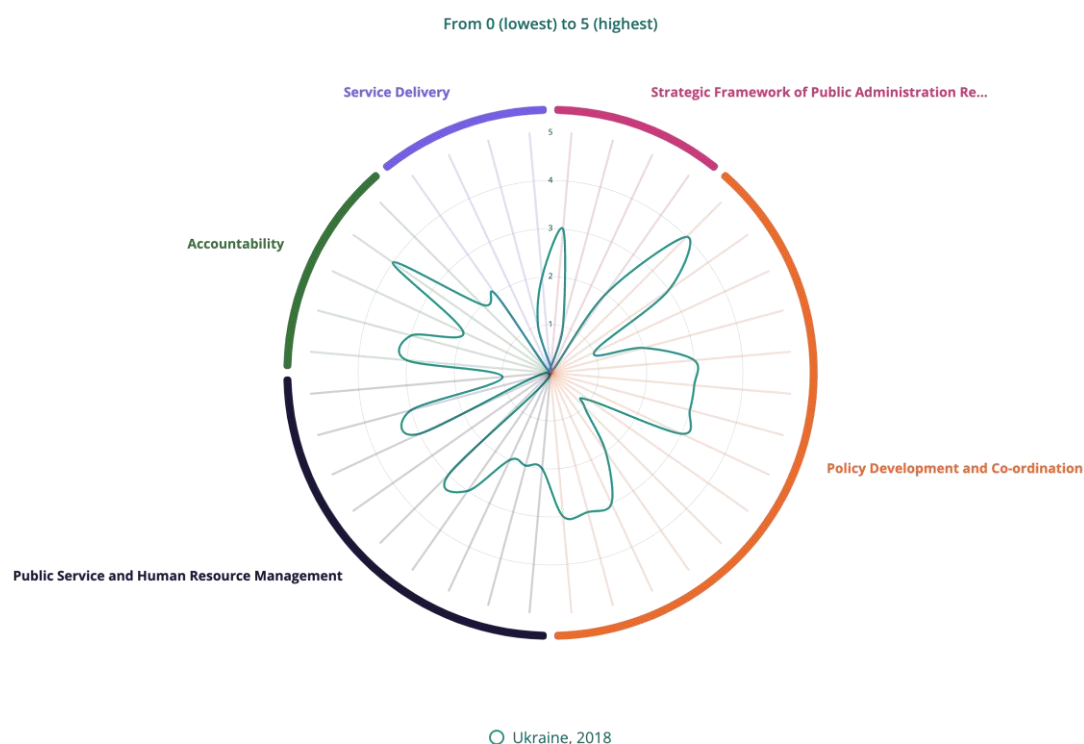 From 0 (lowest) to 5 (highest)
Service Delivery
Strategic Framework of Public Administration Re...
5
4
3
2
1
Accountability
Policy Development and Co-ordination
Public Service and Human Resource Management
Ukraine, 2018